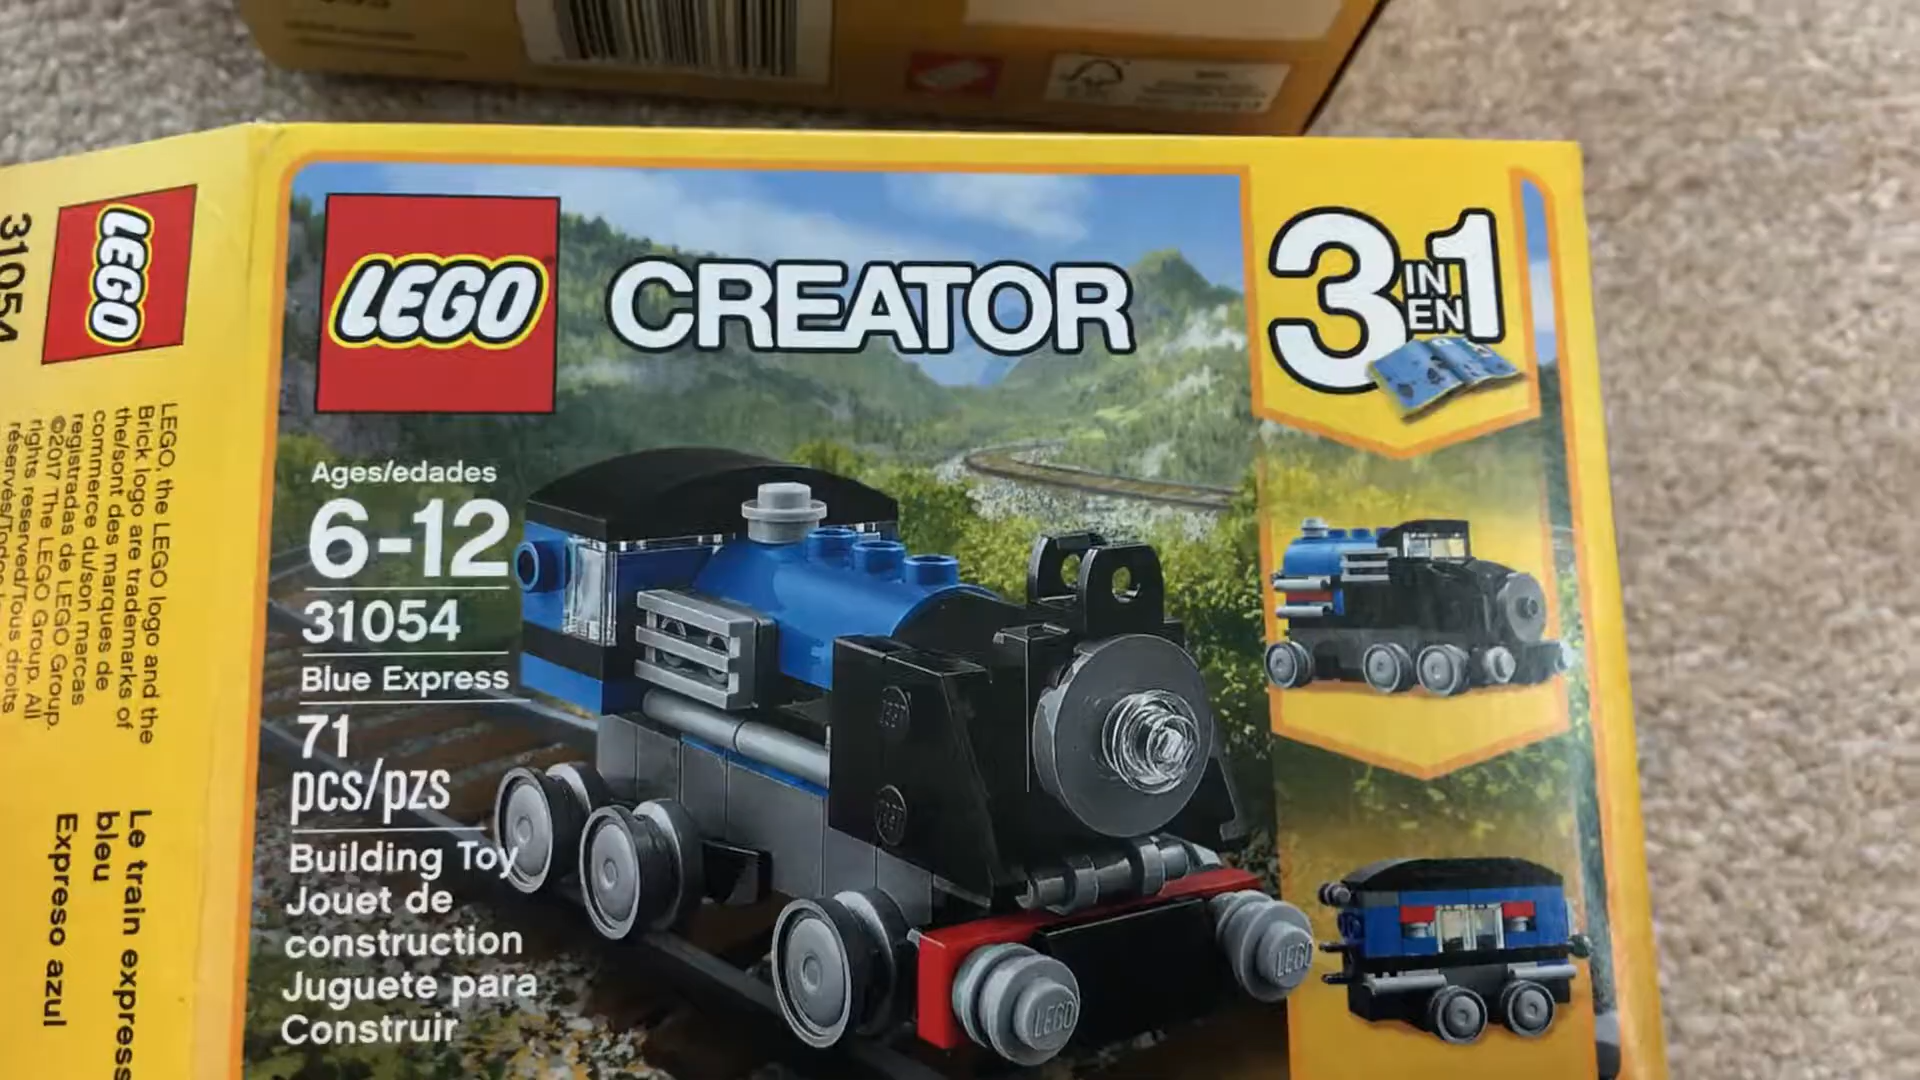 LEGO
CREATOR
3 IN 1
EN
Ages/edades
6-12
31054
Blue Express
71
pcs/pzs
Building Toy
Jouet de
construction
Juguete para
Construir
LEGO
LEGO
31054
LEGO
LEGO, the LEGO logo and the
Brick logo are trademarks of
the/sont des marques de
commerce du/son marcas
registradas de LEGO Group.
©2017 The LEGO Group. All
rights reserved/Tous droits
Le train express
bleu
Expreso azul